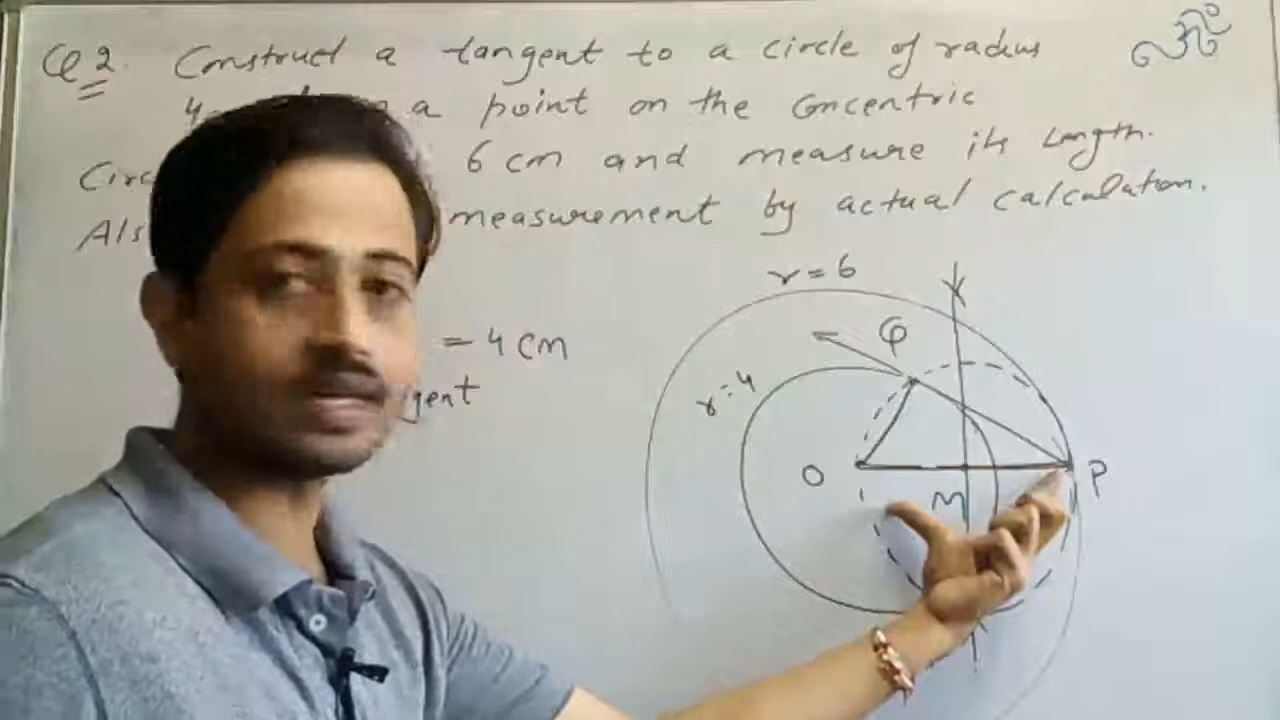 Q2. Construct a tangent to a circle of radius
4 a point on the Concentric
Circ 6 cm and measure its Length.
Als measurement by actual calculation.
r = 6
= 4 cm
Q
r = 4
gent
O
M
P